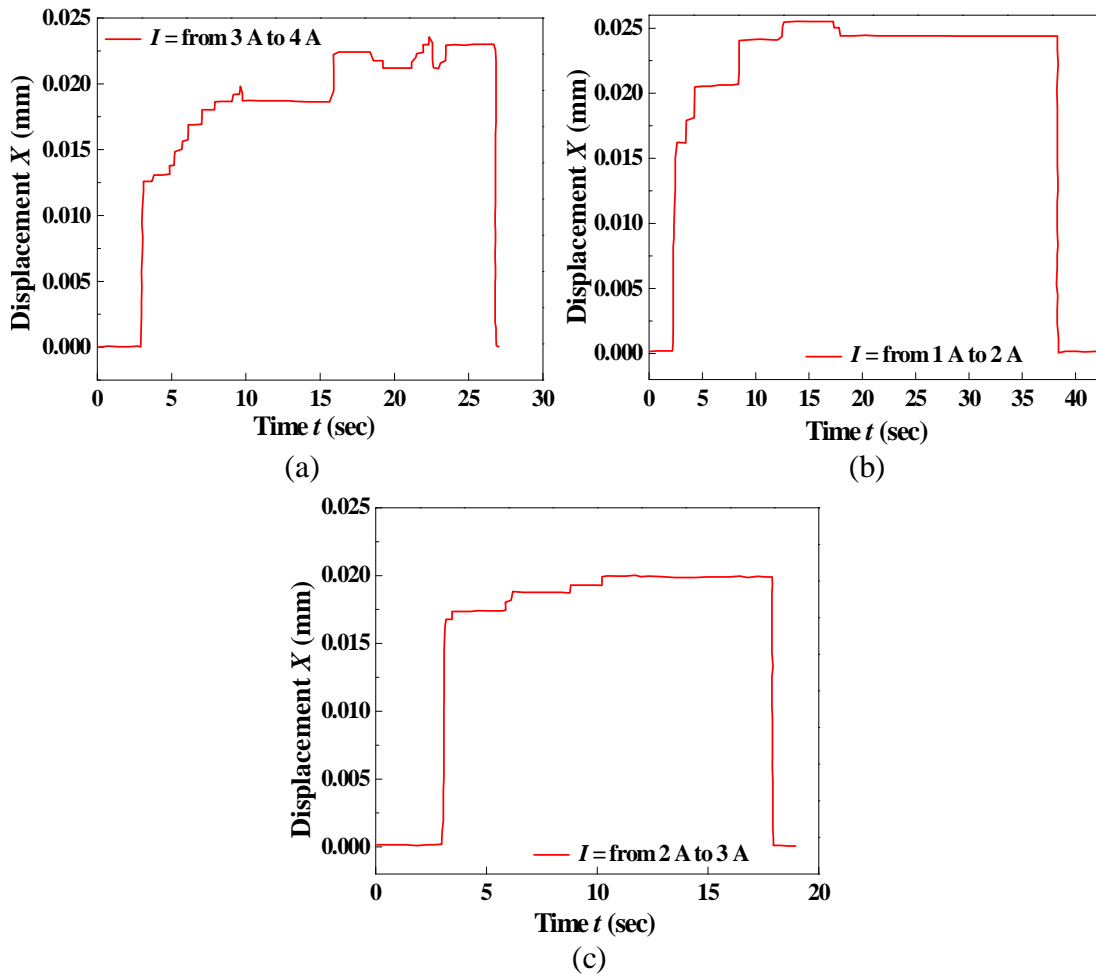 0.025
0.020
0.015
0.010
0.005
0.000
Displacement X (mm)
I = from 3 A to 4 A
0 5 10 15 20 25 30
Time t (sec)
(a)
0.025
0.020
0.015
0.010
0.005
0.000
Displacement X (mm)
I = from 1 A to 2 A
0 5 10 15 20 25 30 35 40
Time t (sec)
(b)
0.025
0.020
0.015
0.010
0.005
0.000
Displacement X (mm)
I = from 2 A to 3 A
0 5 10 15 20
Time t (sec)
(c)